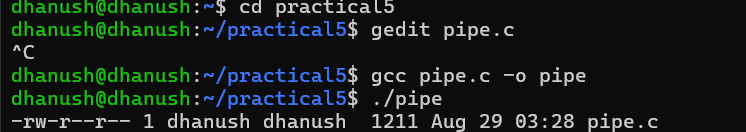 dhanush@dhanush:~$ cd practical5
dhanush@dhanush:~/practical5$ gedit pipe.c
^C
dhanush@dhanush:~/practical5$ gcc pipe.c -o pipe
dhanush@dhanush:~/practical5$ ./pipe
-rw-r--r-- 1 dhanush dhanush  1211 Aug 29 03:28 pipe.c